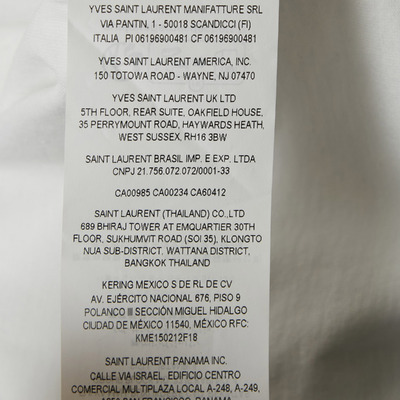 YVES SAINT LAURENT MANIFATTURE SRL
VIA PANTIN, 1 - 50018 SCANDICCI (FI)
ITALIA PI 06196900481 CF 06196900481
YVES SAINT LAURENT AMERICA, INC.
150 TOTOWA ROAD - WAYNE, NJ 07470
YVES SAINT LAURENT UK LTD
5TH FLOOR, REAR SUITE, OAKFIELD HOUSE,
35 PERRYMOUNT ROAD, HAYWARDS HEATH,
WEST SUSSEX, RH16 3BW
SAINT LAURENT BRASIL IMP. E EXP. LTDA
CNPJ 21.756.072.072/0001-33
CA00985 CA00234 CA60412
SAINT LAURENT (THAILAND) CO.,LTD
689 BHIRAJ TOWER AT EMQUARTIER 30TH
FLOOR, SUKHUMVIT ROAD (SOI 35), KLONGTO
NUA SUB-DISTRICT, WATTANA DISTRICT,
BANGKOK THAILAND
KERING MEXICO S DE RL DE CV
AV. EJÉRCITO NACIONAL 676, PISO 9
POLANCO III SECCIÓN MIGUEL HIDALGO
CIUDAD DE MÉXICO 11540, MÉXICO RFC:
KME150212F18
SAINT LAURENT PANAMA INC.
CALLE VIA ISRAEL, EDIFICIO CENTRO
COMERCIAL MULTIPLAZA LOCAL A-248, A-249,
SAN FRANCISCO, PANAMA